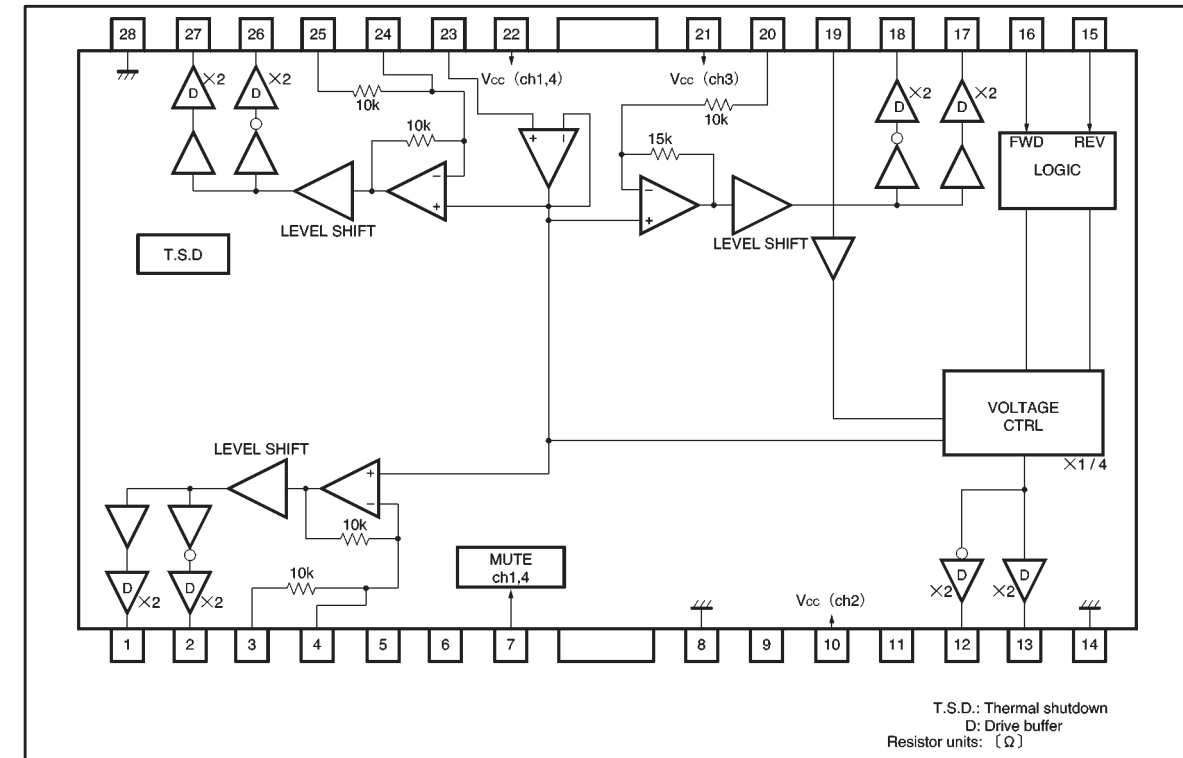 28 27 26 25 24 23 22 21 20 19 18 17 16 15
VCC (ch1,4)
VCC (ch3)
D ×2
D ×2
D ×2
D ×2
10k
10k
10k
15k
+ −
FWD REV
LOGIC
−
+
−
+
LEVEL SHIFT
LEVEL SHIFT
T.S.D
VOLTAGE
CTRL
×1 / 4
LEVEL SHIFT
+
−
10k
10k
MUTE
ch1,4
VCC (ch2)
D ×2
D ×2
×2 D
×2 D
1 2 3 4 5 6 7 8 9 10 11 12 13 14
T.S.D.: Thermal shutdown
D: Drive buffer
Resistor units: 〔Ω〕